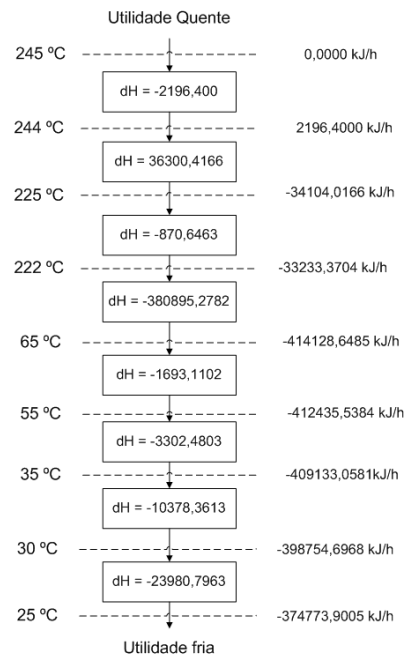 Utilidade Quente
245 ºC 0,0000 kJ/h
dH = -2196,400
244 ºC 2196,4000 kJ/h
dH = 36300,4166
225 ºC -34104,0166 kJ/h
dH = -870,6463
222 ºC -33233,3704 kJ/h
dH = -380895,2782
65 ºC -414128,6485 kJ/h
dH = -1693,1102
55 ºC -412435,5384 kJ/h
dH = -3302,4803
35 ºC -409133,0581kJ/h
dH = -10378,3613
30 ºC -398754,6968 kJ/h
dH = -23980,7963
25 ºC -374773,9005 kJ/h
Utilidade fria